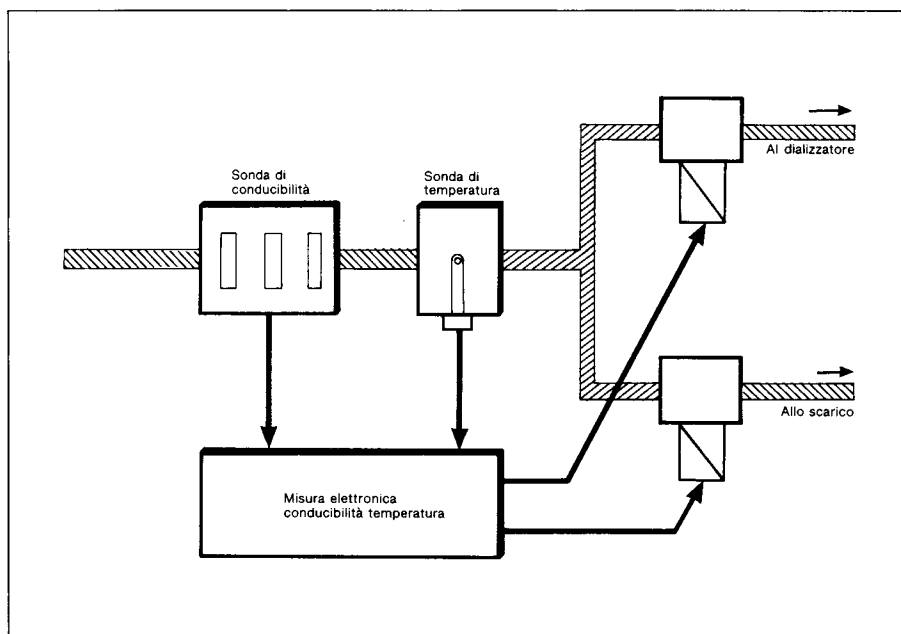 Al dializzatore
Sonda di
conducibilità
Sonda di
temperatura
Allo scarico
Misura elettronica
conducibilità temperatura